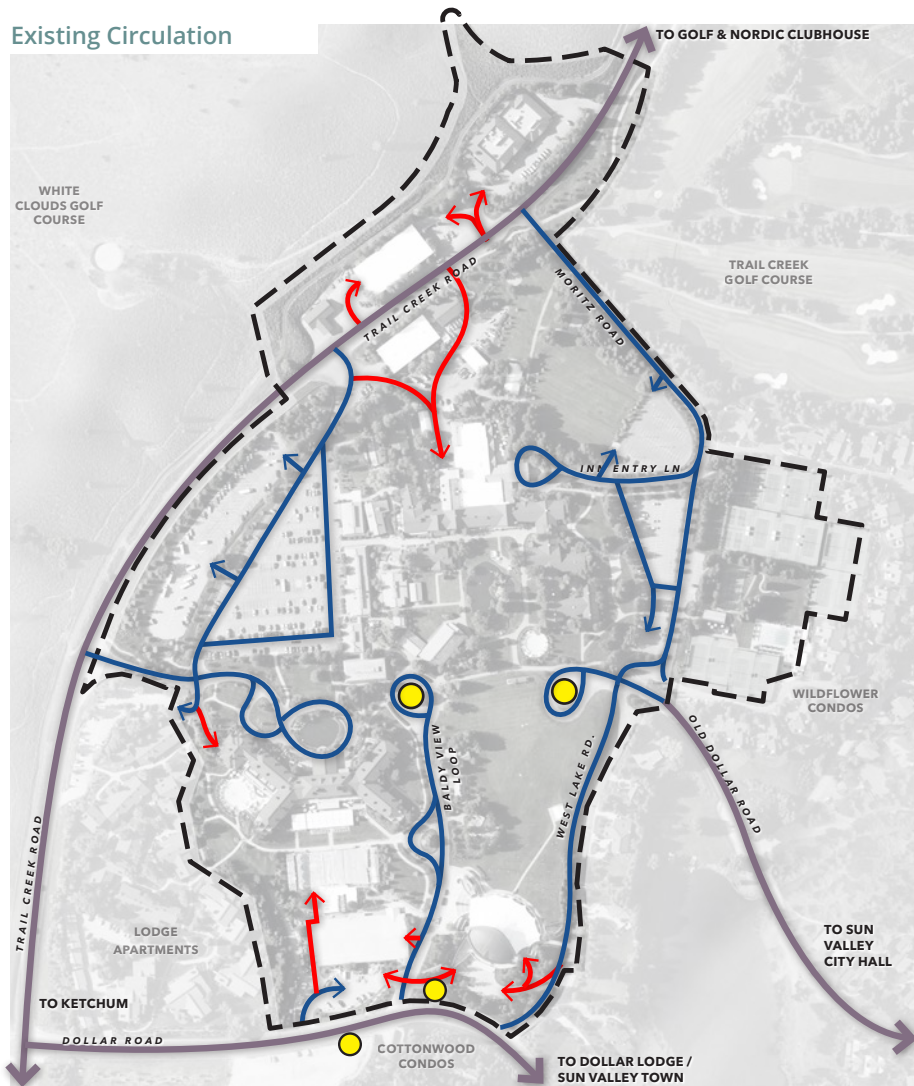 Existing Circulation
TO GOLF & NORDIC CLUBHOUSE
WHITE
CLOUDS GOLF
COURSE
TRAIL CREEK
GOLF COURSE
TRAIL CREEK ROAD
MORITZ ROAD
INN ENTRY LN
WILDFLOWER
CONDOS
BALDY VIEW
LOOP
WEST LAKE RD.
OLD DOLLAR ROAD
TRAIL CREEK ROAD
LODGE
APARTMENTS
TO SUN
VALLEY
CITY HALL
TO KETCHUM
DOLLAR ROAD
COTTONWOOD
CONDOS
TO DOLLAR LODGE /
SUN VALLEY TOWN